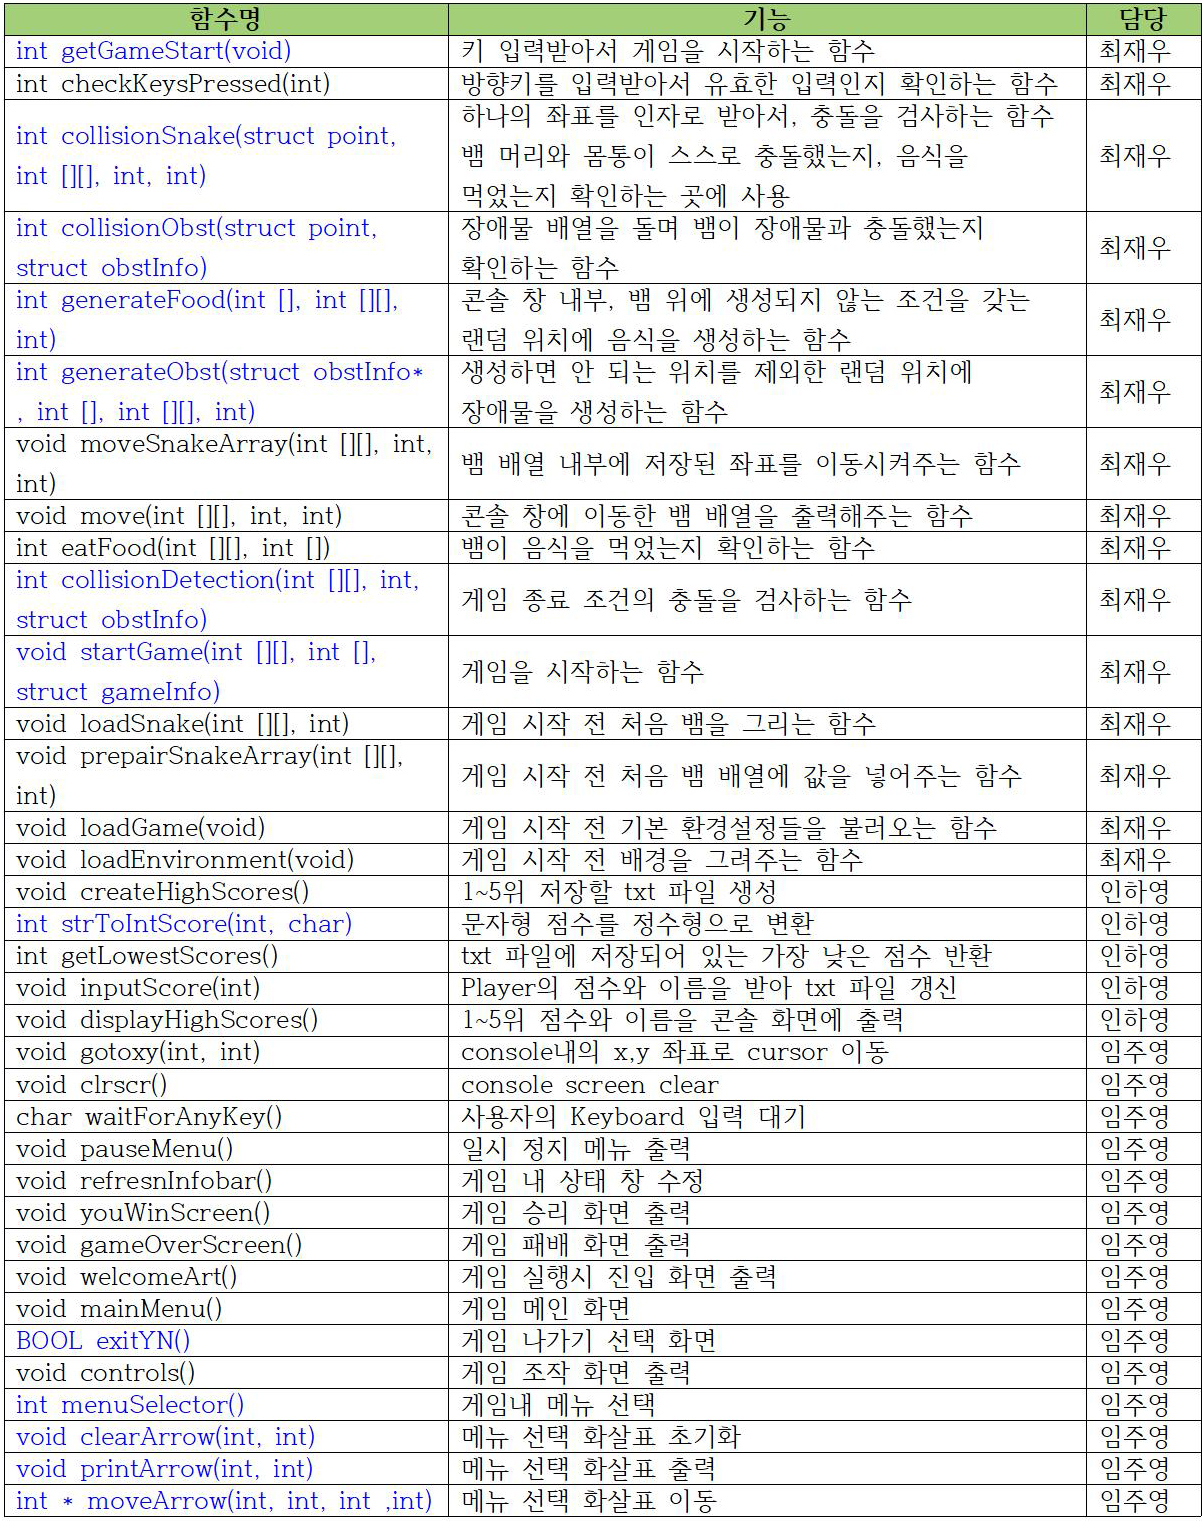 함수명 기능 담당
int getGameStart(void) 키 입력받아서 게임을 시작하는 함수 최재우
int checkKeysPressed(int) 방향키를 입력받아서 유효한 입력인지 확인하는 함수 최재우
int collisionSnake(struct point,
int [][], int, int)
하나의 좌표를 인자로 받아서, 충돌을 검사하는 함수
뱀 머리와 몸통이 스스로 충돌했는지, 음식을
먹었는지 확인하는 곳에 사용
최재우
int collisionObst(struct point,
struct obstInfo)
장애물 배열을 돌며 뱀이 장애물과 충돌했는지
확인하는 함수
최재우
int generateFood(int [], int [][],
int)
콘솔 창 내부, 뱀 위에 생성되지 않는 조건을 갖는
랜덤 위치에 음식을 생성하는 함수
최재우
int generateObst(struct obstInfo*
, int [], int [][], int)
생성하면 안 되는 위치를 제외한 랜덤 위치에
장애물을 생성하는 함수
최재우
void moveSnakeArray(int [][], int,
int)
뱀 배열 내부에 저장된 좌표를 이동시켜주는 함수
최재우
void move(int [][], int, int) 콘솔 창에 이동한 뱀 배열을 출력해주는 함수 최재우
int eatFood(int [][], int []) 뱀이 음식을 먹었는지 확인하는 함수 최재우
int collisionDetection(int [][], int,
struct obstInfo)
게임 종료 조건의 충돌을 검사하는 함수
최재우
void startGame(int [][], int [],
struct gameInfo)
게임을 시작하는 함수
최재우
void loadSnake(int [][], int) 게임 시작 전 처음 뱀을 그리는 함수 최재우
void prepairSnakeArray(int [][],
int)
게임 시작 전 처음 뱀 배열에 값을 넣어주는 함수
최재우
void loadGame(void) 게임 시작 전 기본 환경설정들을 불러오는 함수 최재우
void loadEnvironment(void) 게임 시작 전 배경을 그려주는 함수 최재우
void createHighScores() 1~5위 저장할 txt 파일 생성 인하영
int strToIntScore(int, char) 문자형 점수를 정수형으로 변환 인하영
int getLowestScores() txt 파일에 저장되어 있는 가장 낮은 점수 반환 인하영
void inputScore(int) Player의 점수와 이름을 받아 txt 파일 갱신 인하영
void displayHighScores() 1~5위 점수와 이름을 콘솔 화면에 출력 인하영
void gotoxy(int, int) console내의 x,y 좌표로 cursor 이동 임주영
void clrscr() console screen clear 임주영
char waitForAnyKey() 사용자의 Keyboard 입력 대기 임주영
void pauseMenu() 일시 정지 메뉴 출력 임주영
void refresnInfobar() 게임 내 상태 창 수정 임주영
void youWinScreen() 게임 승리 화면 출력 임주영
void gameOverScreen() 게임 패배 화면 출력 임주영
void welcomeArt() 게임 실행시 진입 화면 출력 임주영
void mainMenu() 게임 메인 화면 임주영
BOOL exitYN() 게임 나가기 선택 화면 임주영
void controls() 게임 조작 화면 출력 임주영
int menuSelector() 게임내 메뉴 선택 임주영
void clearArrow(int, int) 메뉴 선택 화살표 초기화 임주영
void printArrow(int, int) 메뉴 선택 화살표 출력 임주영
int * moveArrow(int, int, int ,int) 메뉴 선택 화살표 이동 임주영